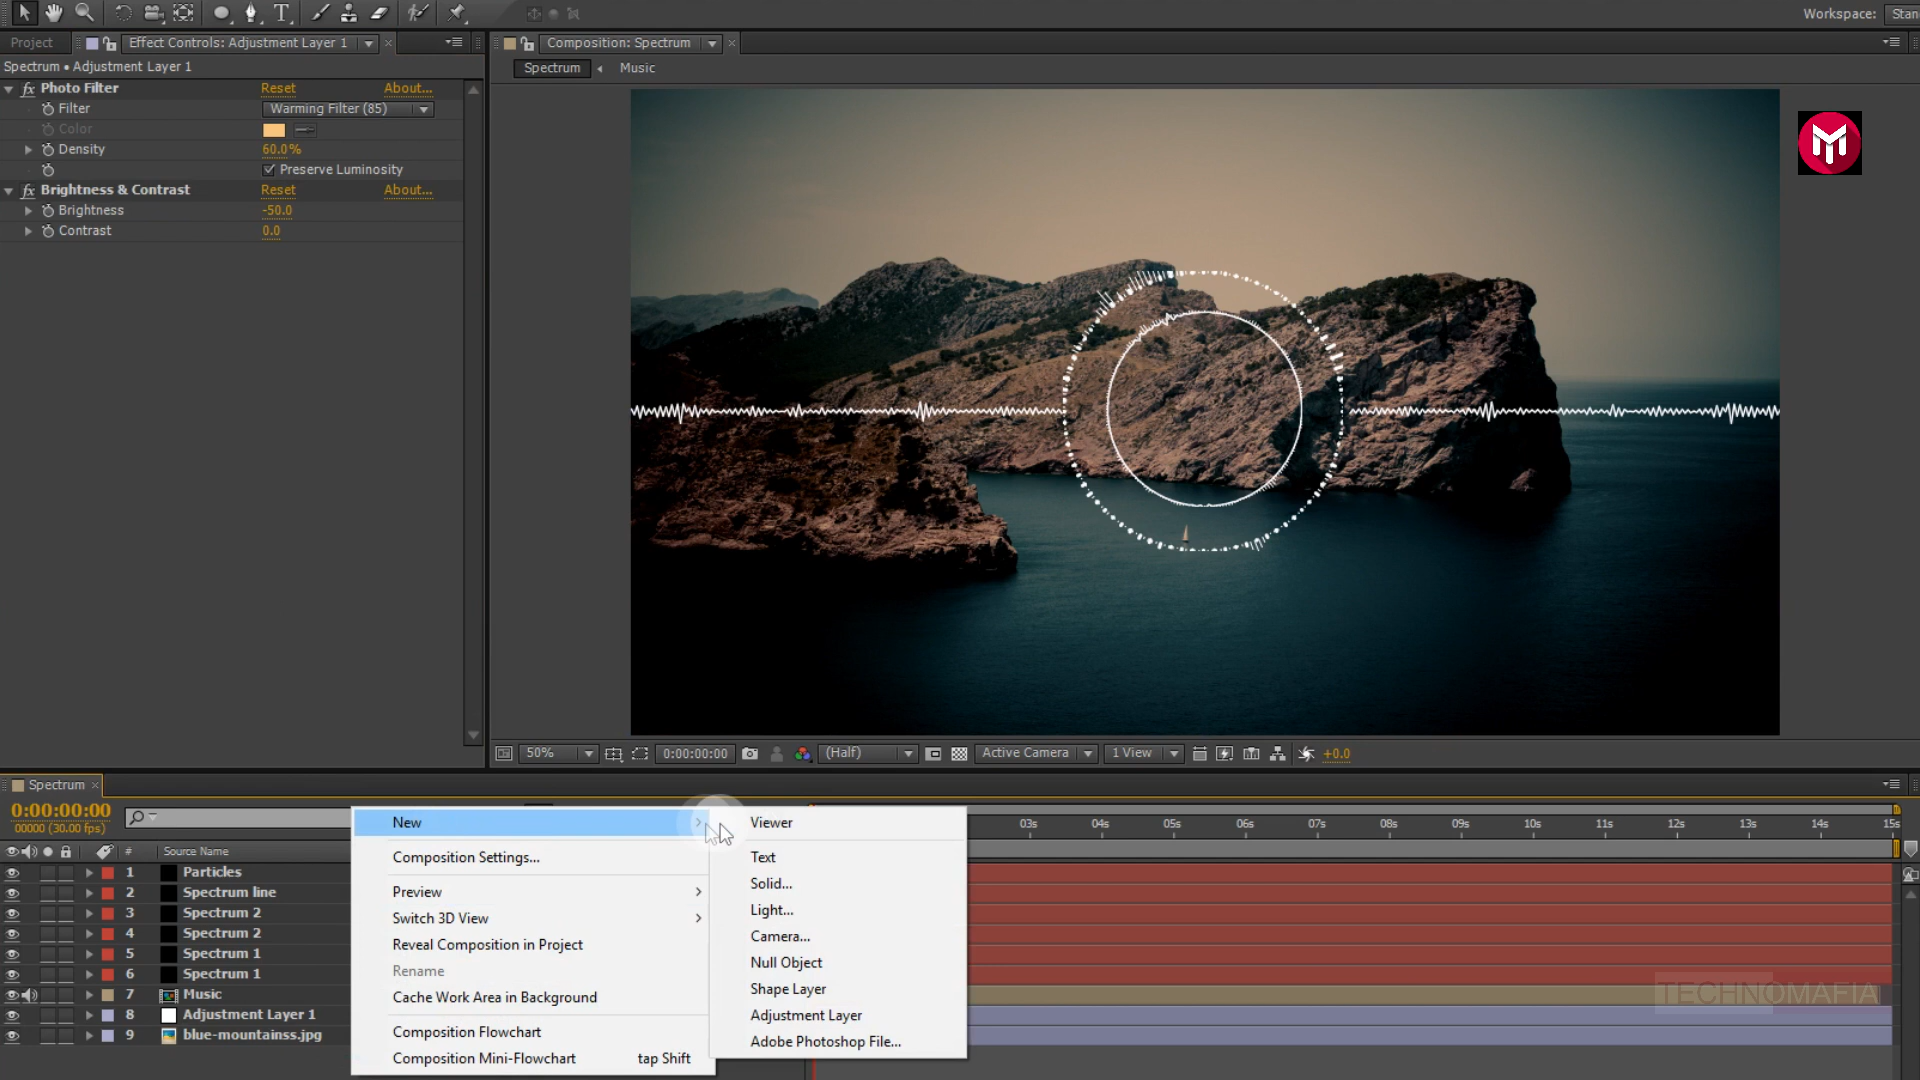 Workspace: Stan
Project Effect Controls: Adjustment Layer 1
Composition: Spectrum
Spectrum • Adjustment Layer 1
Spectrum Music
fx Photo Filter Reset About...
Filter Warming Filter (85)
Color
Density 60.0%
Preserve Luminosity
fx Brightness & Contrast Reset About...
Brightness -50.0
Contrast 0.0
50% 0:00:00:00 (Half) Active Camera 1 View +0.0
Spectrum
0:00:00:00
00000 (30.00 fps)
03s 04s 05s 06s 07s 08s 09s 10s 11s 12s 13s 14s 15s
# Source Name
1 Particles
2 Spectrum line
3 Spectrum 2
4 Spectrum 2
5 Spectrum 1
6 Spectrum 1
7 Music
8 Adjustment Layer 1
9 blue-mountainss.jpg
New
Composition Settings...
Preview
Switch 3D View
Reveal Composition in Project
Rename
Cache Work Area in Background
Composition Flowchart
Composition Mini-Flowchart tap Shift
Viewer
Text
Solid...
Light...
Camera...
Null Object
Shape Layer
Adjustment Layer
Adobe Photoshop File...
TECHNOMAFIA